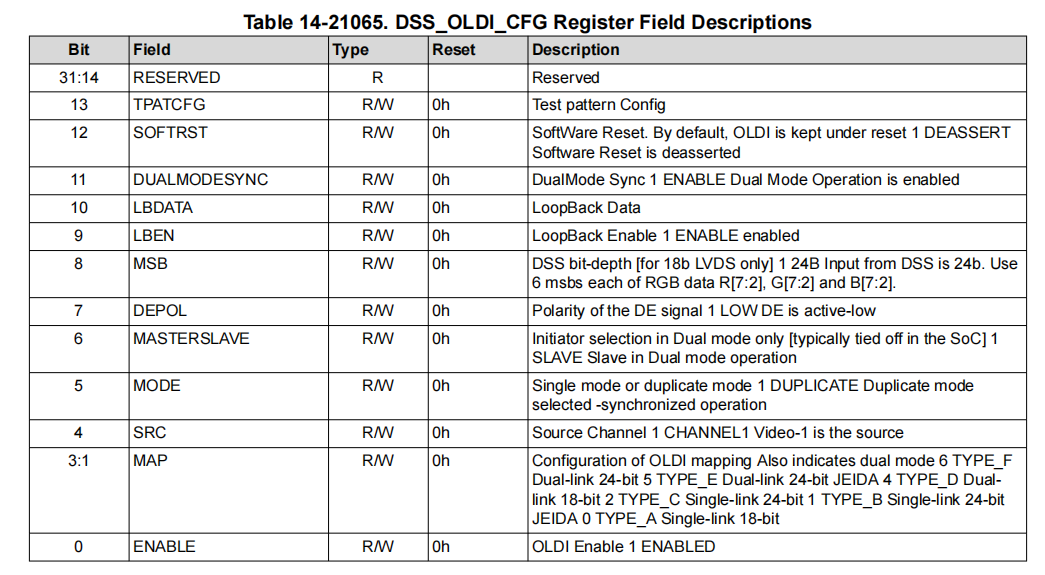 Table 14-21065. DSS_OLDI_CFG Register Field Descriptions
Bit Field Type Reset Description
31:14 RESERVED R Reserved
13 TPATCFG R/W 0h Test pattern Config
12 SOFTRST R/W 0h SoftWare Reset. By default, OLDI is kept under reset 1 DEASSERT
Software Reset is deasserted
11 DUALMODESYNC R/W 0h DualMode Sync 1 ENABLE Dual Mode Operation is enabled
10 LBDATA R/W 0h LoopBack Data
9 LBEN R/W 0h LoopBack Enable 1 ENABLE enabled
8 MSB R/W 0h DSS bit-depth [for 18b LVDS only] 1 24B Input from DSS is 24b. Use
6 msbs each of RGB data R[7:2], G[7:2] and B[7:2].
7 DEPOL R/W 0h Polarity of the DE signal 1 LOW DE is active-low
6 MASTERSLAVE R/W 0h Initiator selection in Dual mode only [typically tied off in the SoC] 1
SLAVE Slave in Dual mode operation
5 MODE R/W 0h Single mode or duplicate mode 1 DUPLICATE Duplicate mode
selected -synchronized operation
4 SRC R/W 0h Source Channel 1 CHANNEL1 Video-1 is the source
3:1 MAP R/W 0h Configuration of OLDI mapping Also indicates dual mode 6 TYPE_F
Dual-link 24-bit 5 TYPE_E Dual-link 24-bit JEIDA 4 TYPE_D Dual-
link 18-bit 2 TYPE_C Single-link 24-bit 1 TYPE_B Single-link 24-bit
JEIDA 0 TYPE_A Single-link 18-bit
0 ENABLE R/W 0h OLDI Enable 1 ENABLED